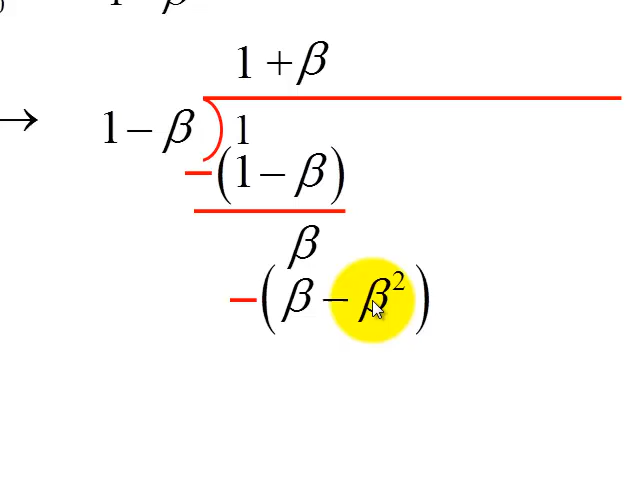 1 + β
→ 1 − β ) 1
− (1 − β)
β
− (β − β²)